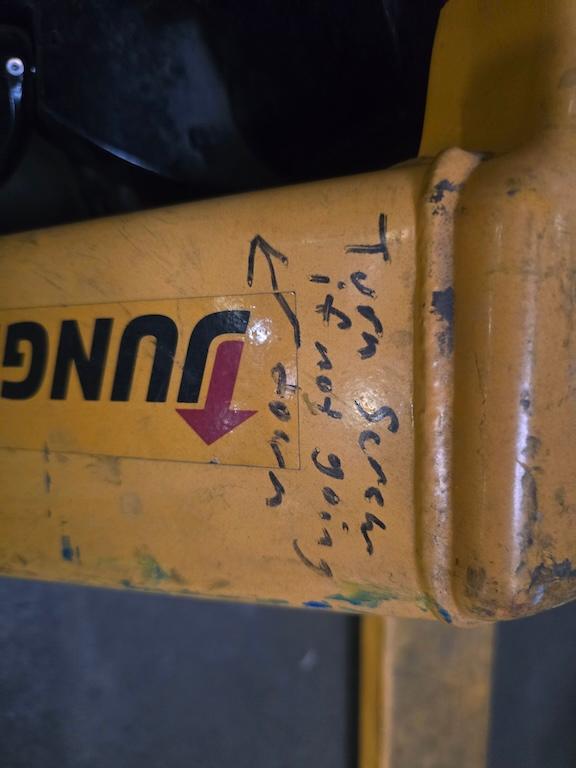 Turn Screw
if not going
down
JUNG